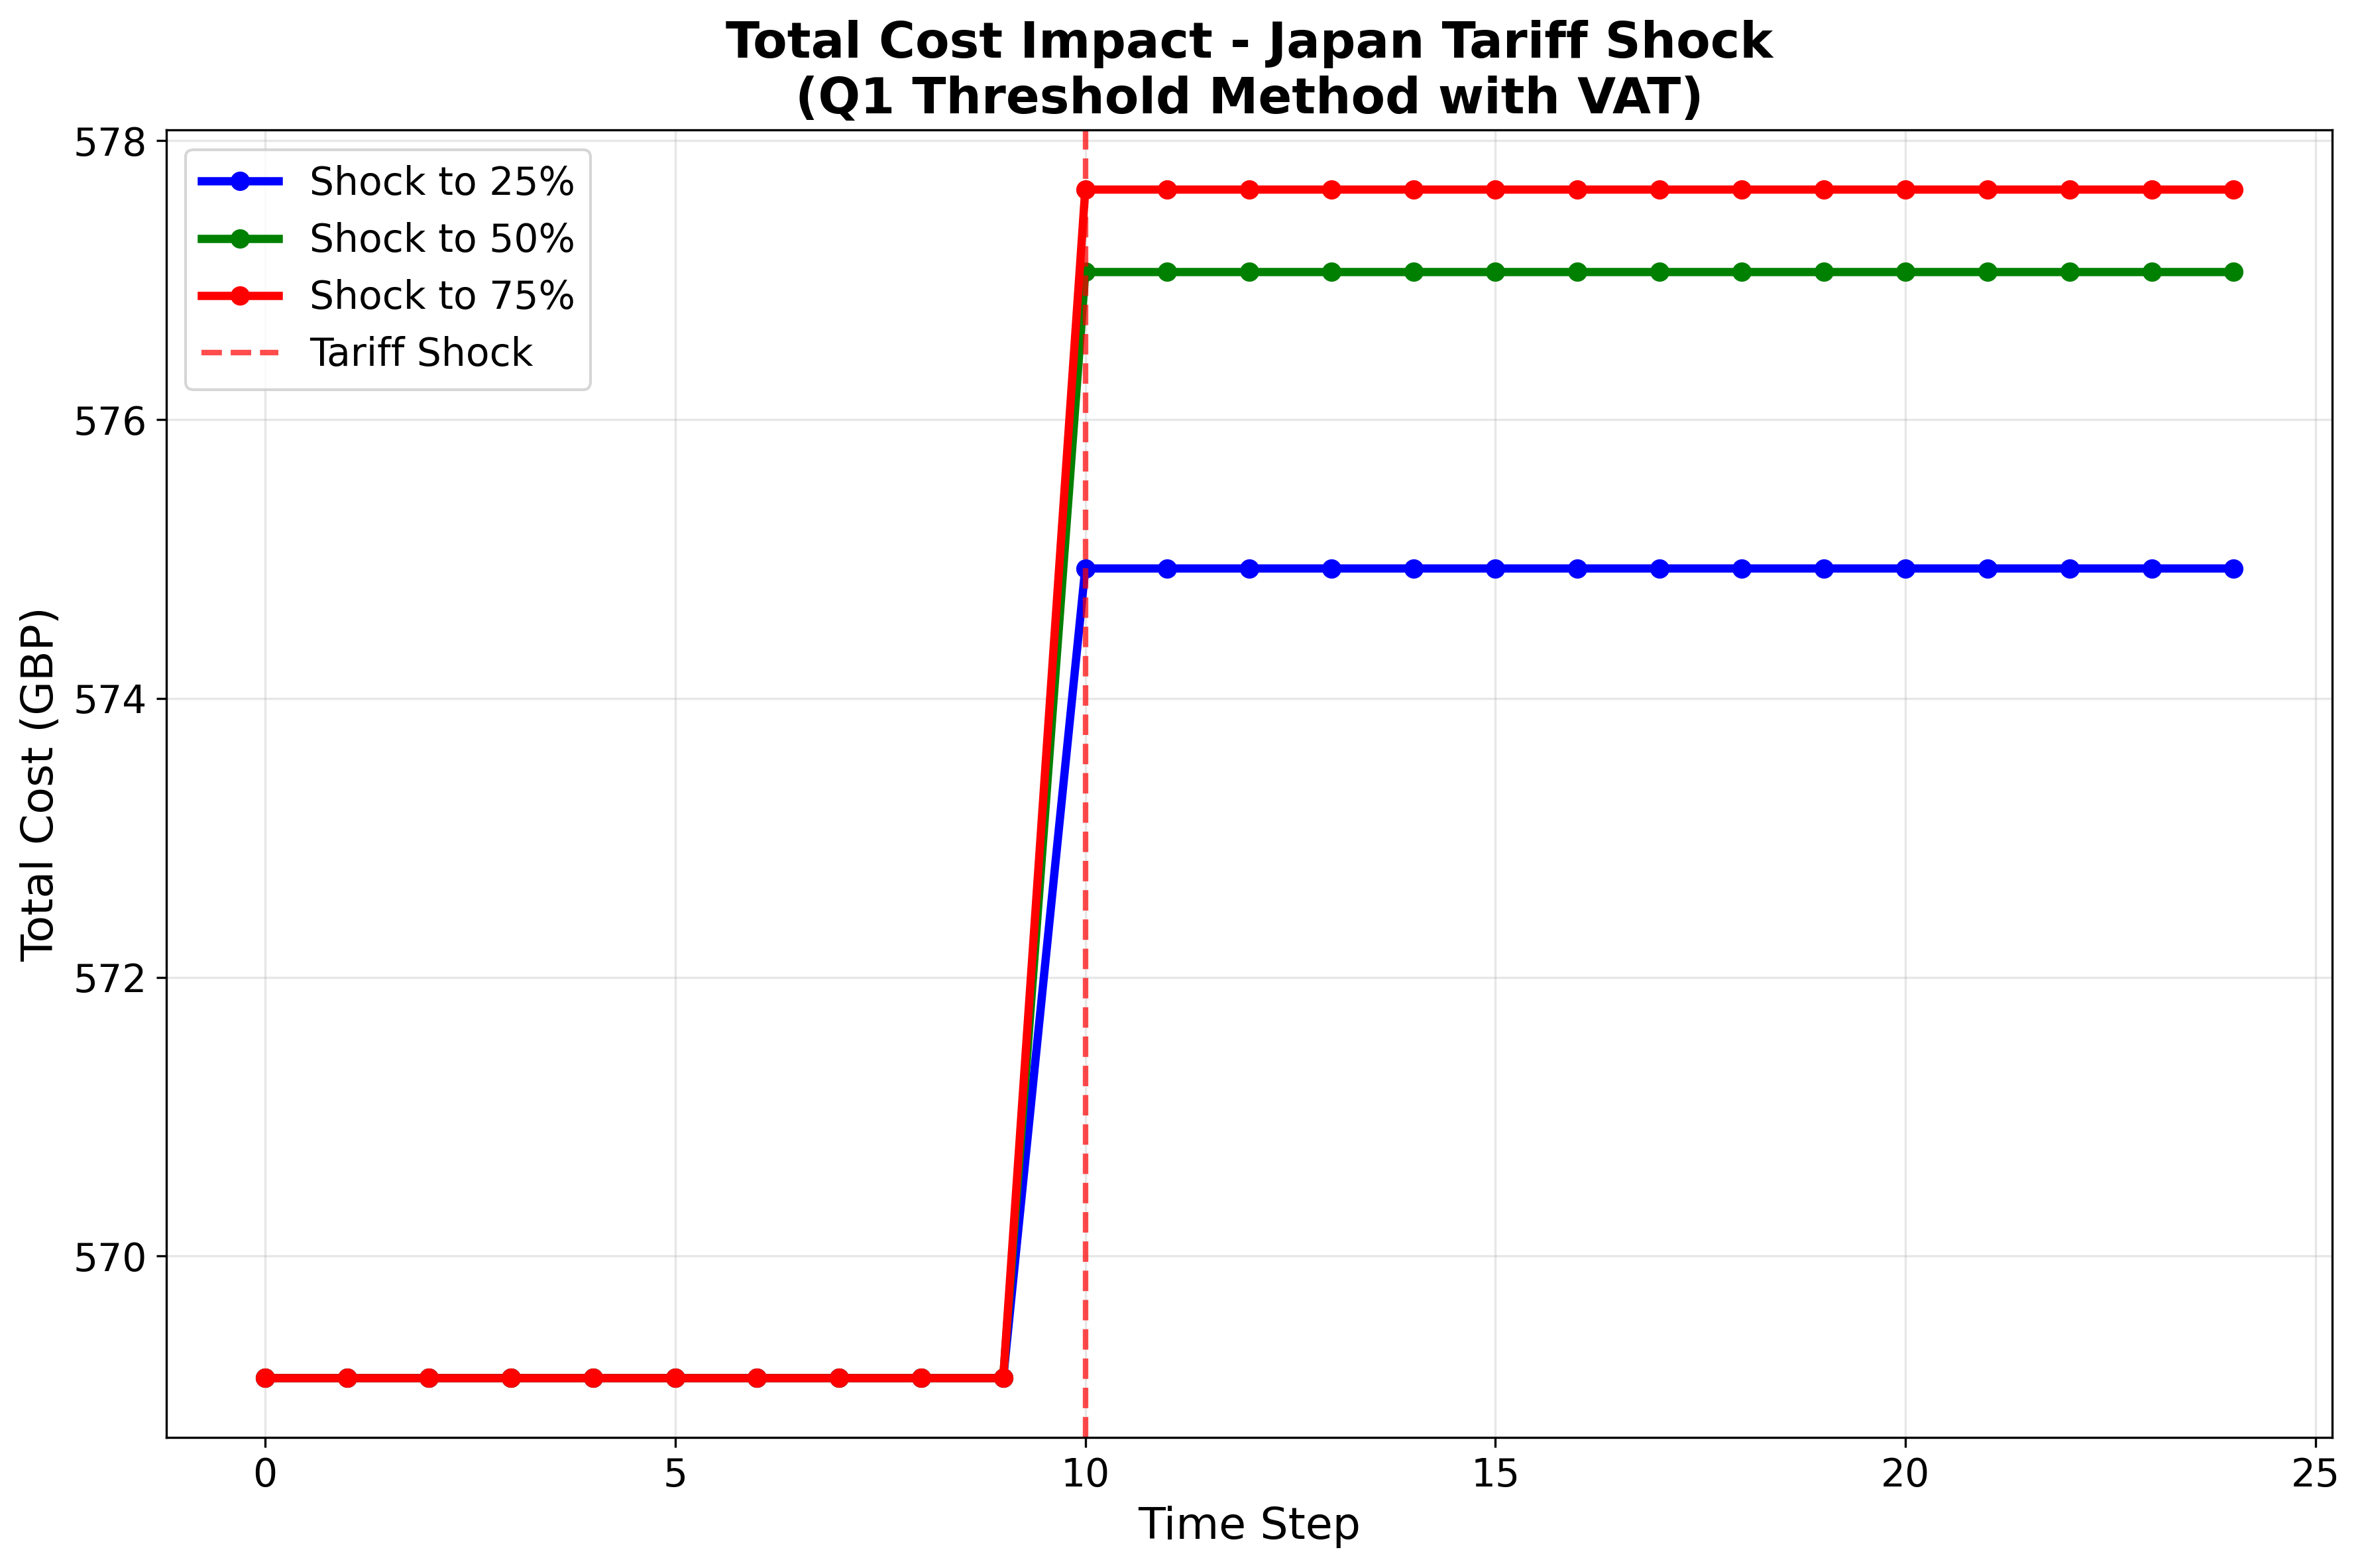 Total Cost Impact - Japan Tariff Shock
(Q1 Threshold Method with VAT)
578
576
574
572
570
Total Cost (GBP)
Shock to 25%
Shock to 50%
Shock to 75%
Tariff Shock
0
5
10
15
20
25
Time Step